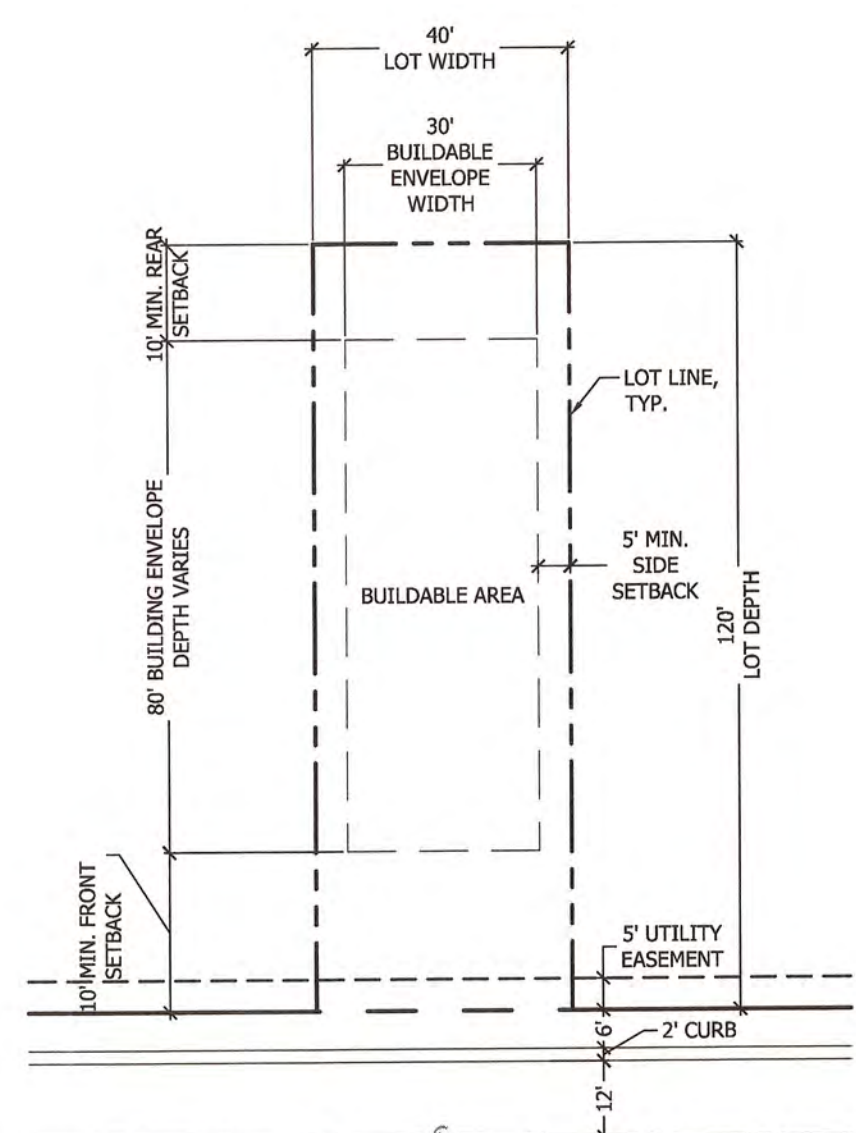 40'
LOT WIDTH
30'
BUILDABLE
ENVELOPE
WIDTH
10' MIN. REAR
SETBACK
LOT LINE,
TYP.
80' BUILDING ENVELOPE
DEPTH VARIES
5' MIN.
SIDE
SETBACK
BUILDABLE AREA
120'
LOT DEPTH
10' MIN. FRONT
SETBACK
5' UTILITY
EASEMENT
6'
2' CURB
12'